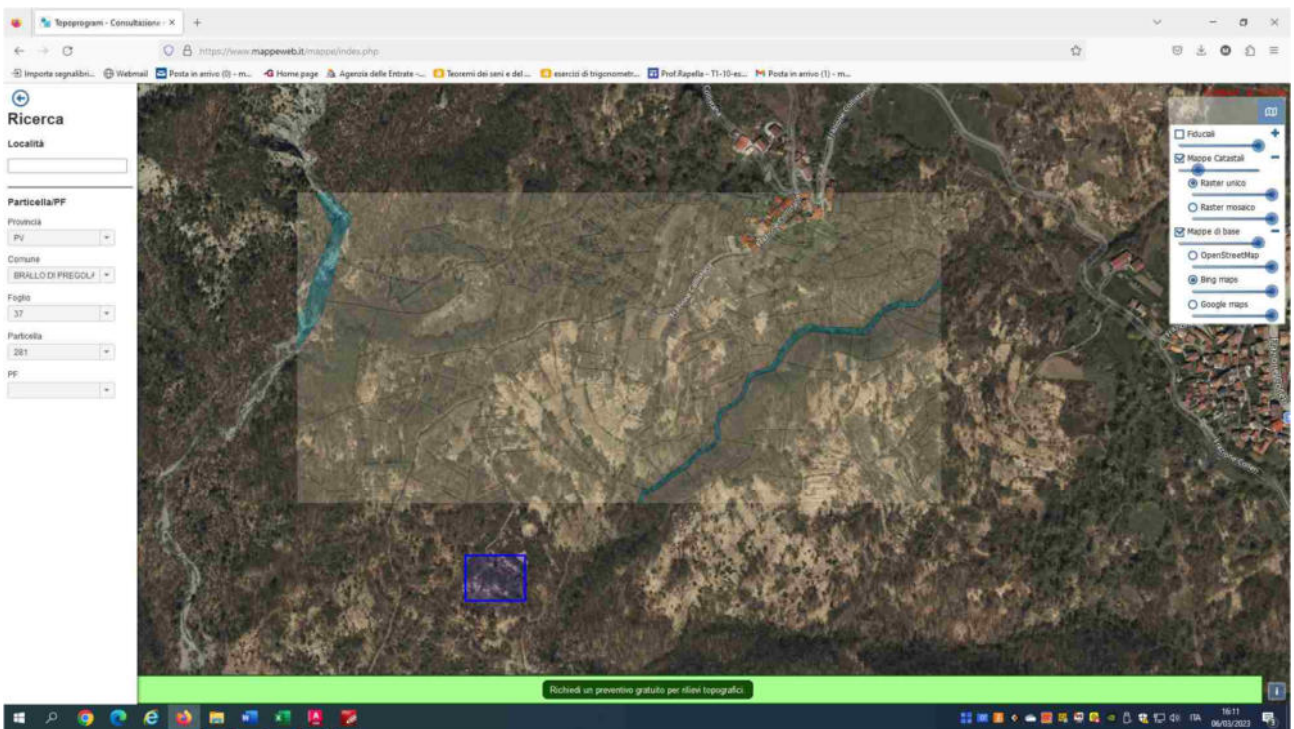 Topoprogram - Consultazione
https://www.mappeweb.it/mappe/index.php
Importa segnalibri... Webmail Posta in arrivo (0) - m... Home page Agenzia delle Entrate -... Teoremi dei seni e del ... esercizi di trigonometr... Prof.Rapella - T1-10-es... Posta in arrivo (1) - m...
Ricerca
Località
Particella/PF
Provincia
PV
Comune
BRALLO DI PREGOLA
Foglio
37
Particella
281
PF
Fiduciali
Mappe Catastali
Raster unico
Raster mosaico
Mappe di base
OpenStreetMap
Bing maps
Google maps
Richiedi un preventivo gratuito per rilievi topografici.
ITA
16:11
06/03/2023